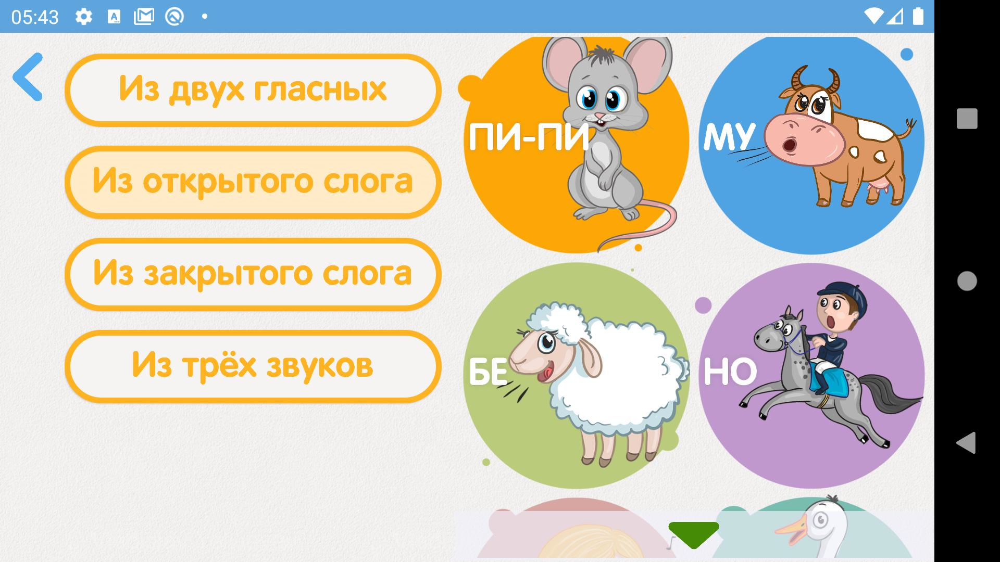 05:43
Из двух гласных
Из открытого слога
Из закрытого слога
Из трёх звуков
ПИ-ПИ
МУ
БЕ
НО